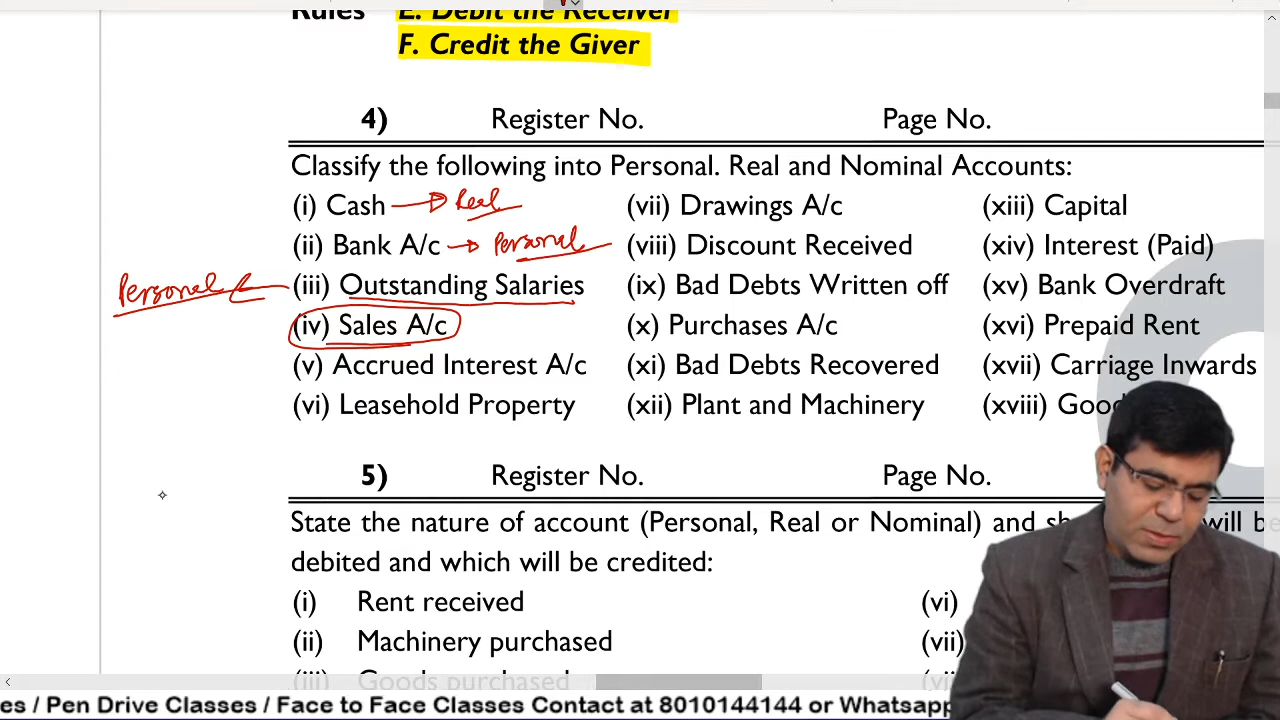 Rules E. Debit the Receiver
F. Credit the Giver
4) Register No. Page No.
Classify the following into Personal. Real and Nominal Accounts:
(i) Cash → Real (vii) Drawings A/c (xiii) Capital
(ii) Bank A/c → Personal (viii) Discount Received (xiv) Interest (Paid)
Personal (iii) Outstanding Salaries (ix) Bad Debts Written off (xv) Bank Overdraft
(iv) Sales A/c (x) Purchases A/c (xvi) Prepaid Rent
(v) Accrued Interest A/c (xi) Bad Debts Recovered (xvii) Carriage Inwards
(vi) Leasehold Property (xii) Plant and Machinery (xviii) Good
5) Register No. Page No.
State the nature of account (Personal, Real or Nominal) and sh will be
debited and which will be credited:
(i) Rent received (vi)
(ii) Machinery purchased (vii)
(iii) Goods purchased
es / Pen Drive Classes / Face to Face Classes Contact at 8010144144 or Whatsapp